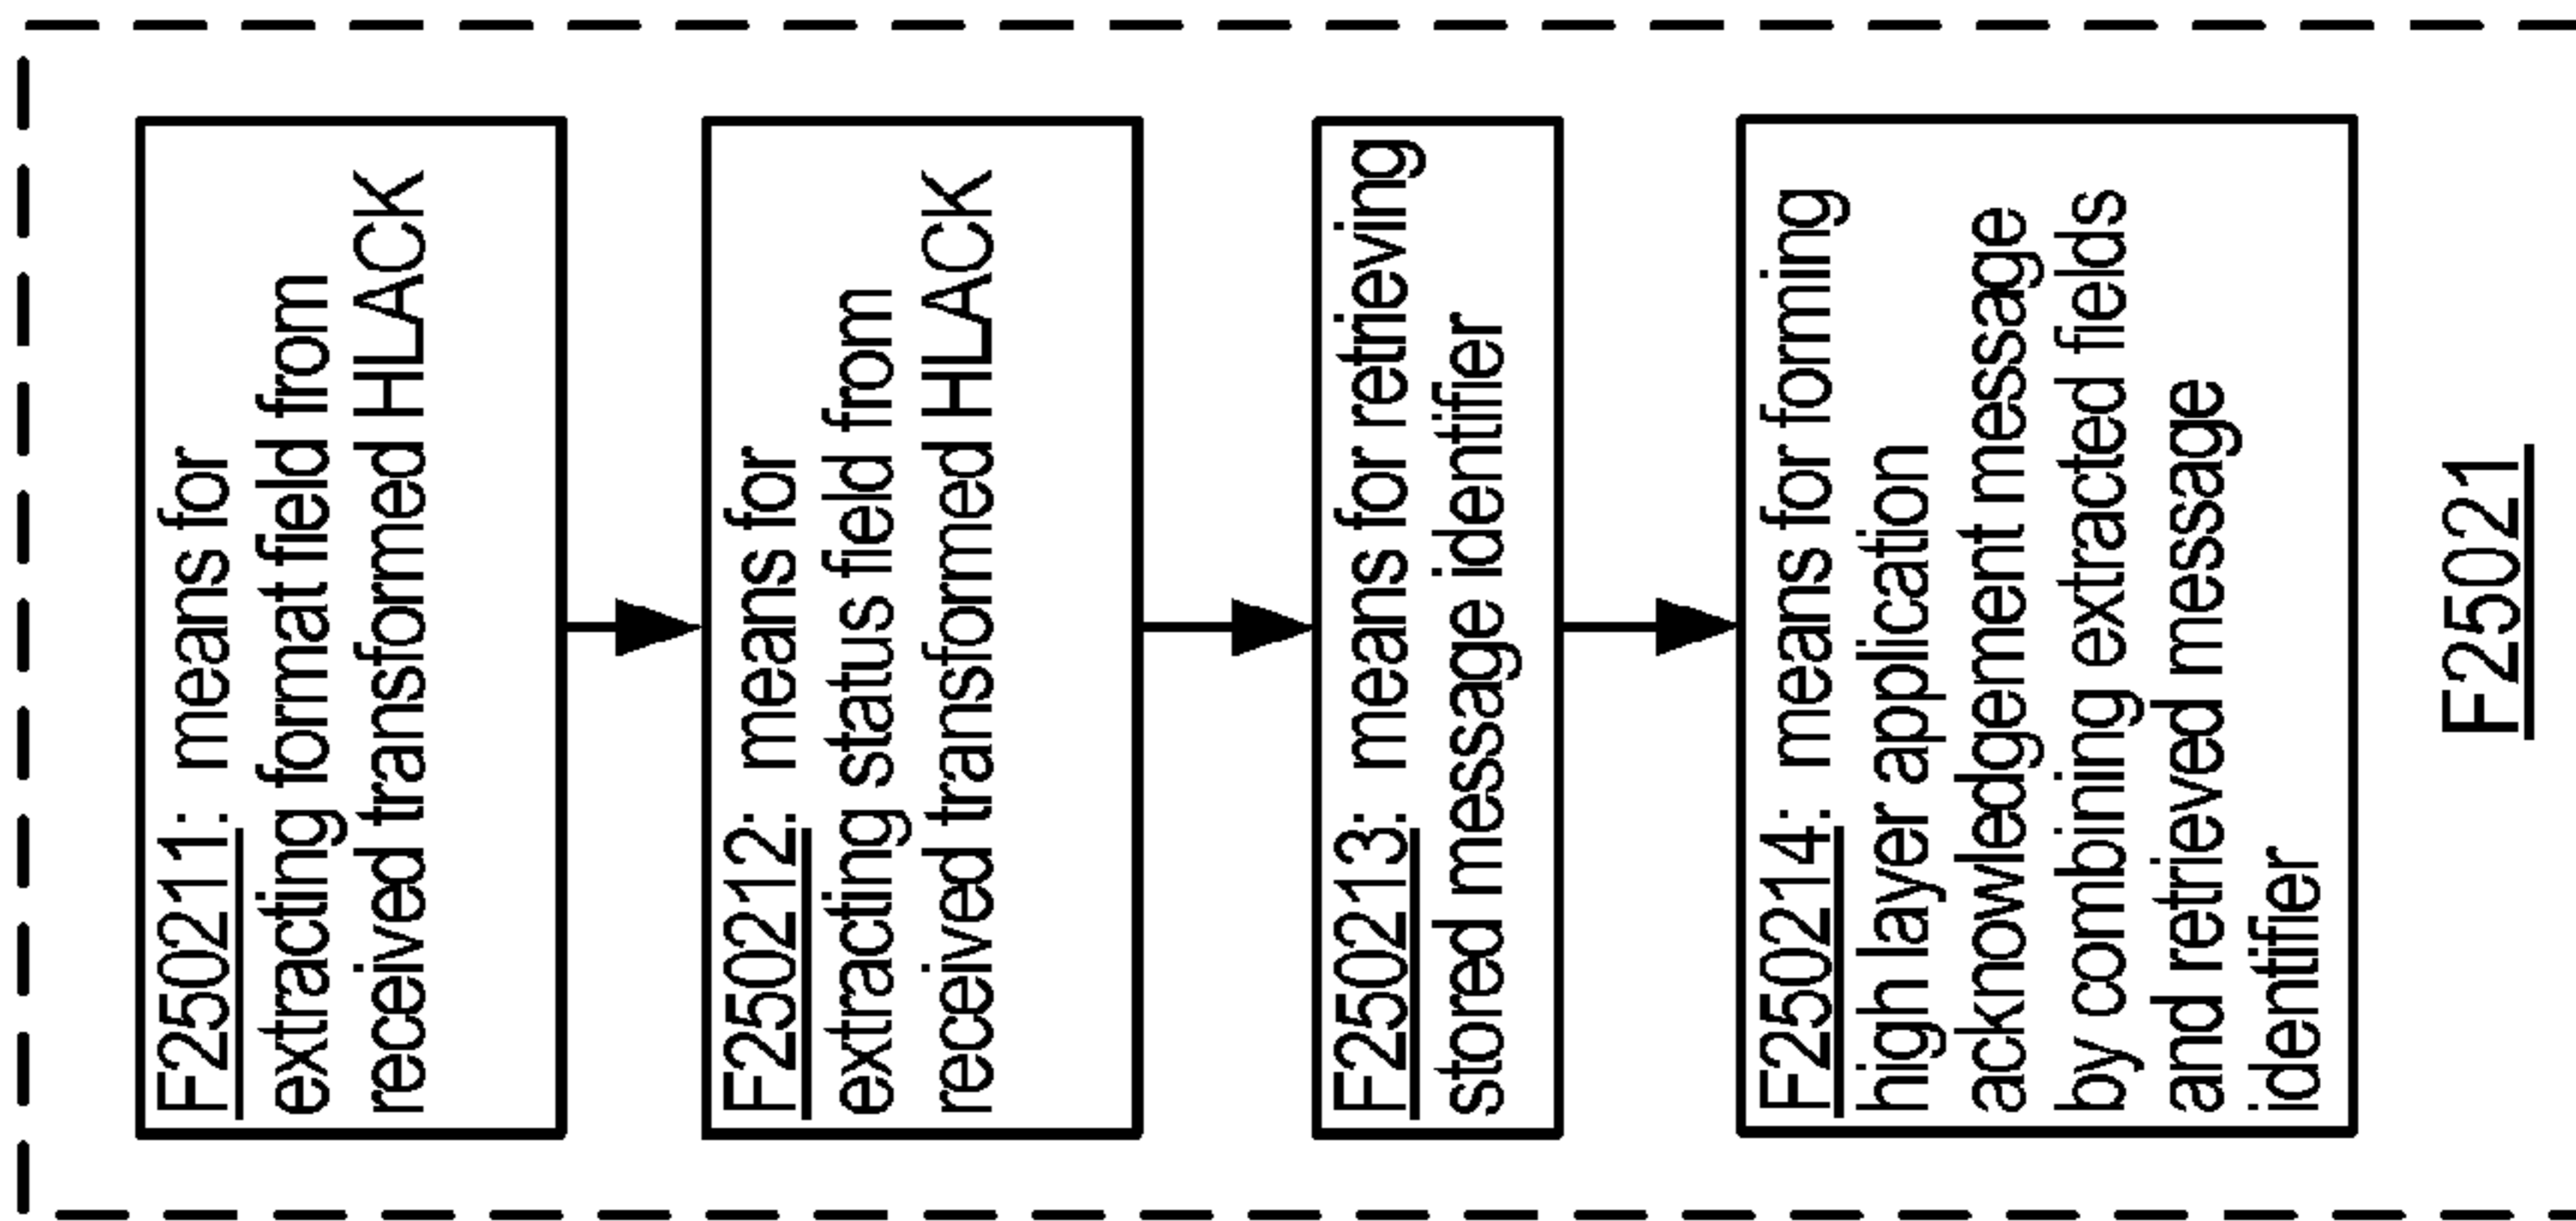 F250211: means for
extracting format field from
received transformed HLACK
F250212: means for
extracting status field from
received transformed HLACK
F250213: means for retrieving
stored message identifier
F250214: means for forming
high layer application
acknowledgement message
by combining extracted fields
and retrieved message
identifier
F25021